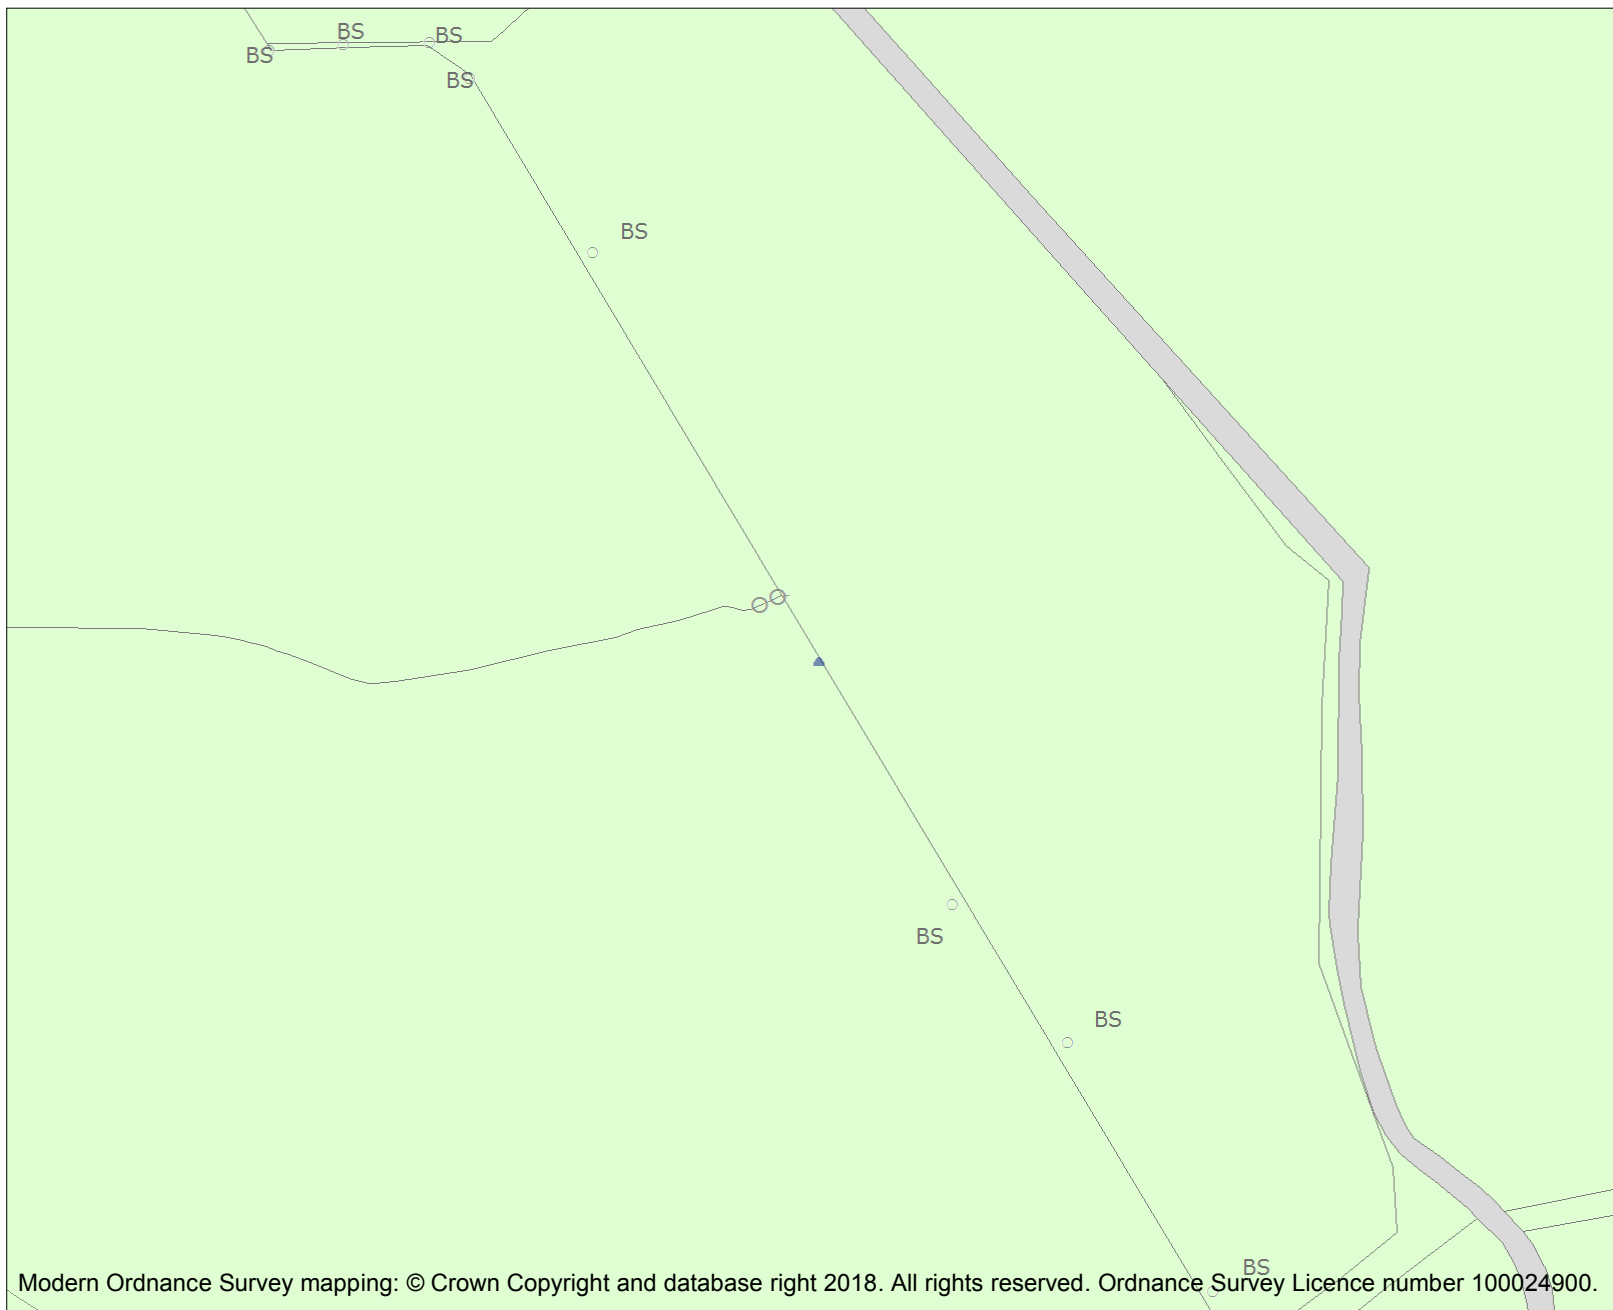 BS
BS
BS
BS
BS
BS
BS
BS
Modern Ordnance Survey mapping: © Crown Copyright and database right 2018. All rights reserved. Ordnance Survey Licence number 100024900.